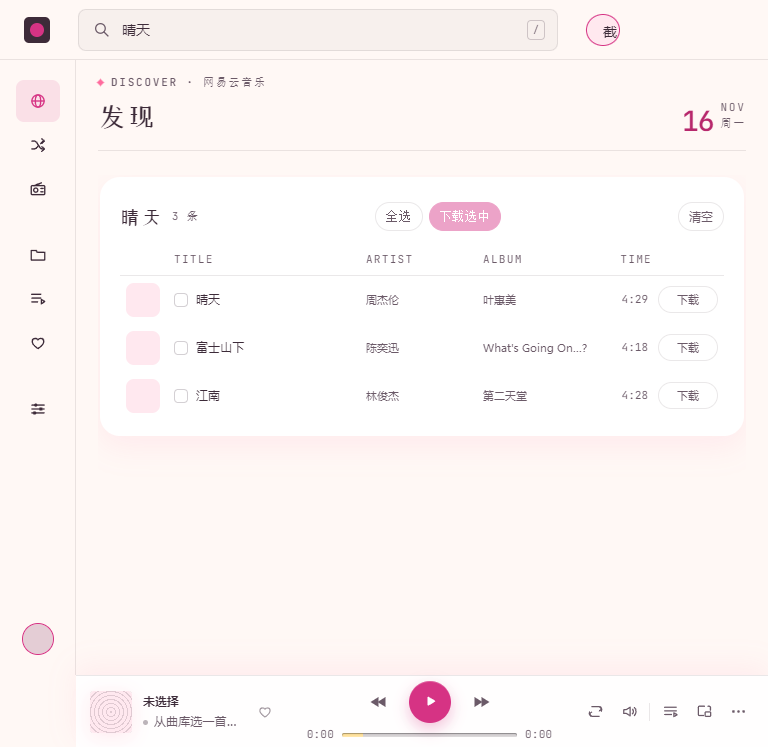 晴天 /
截
DISCOVER · 网易云音乐
发现
16 NOV 周一
晴天 3 条 全选 下载选中 清空
TITLE ARTIST ALBUM TIME
晴天 周杰伦 叶惠美 4:29 下载
富士山下 陈奕迅 What's Going On...? 4:18 下载
江南 林俊杰 第二天堂 4:28 下载
未选择
从曲库选一首...
0:00 0:00